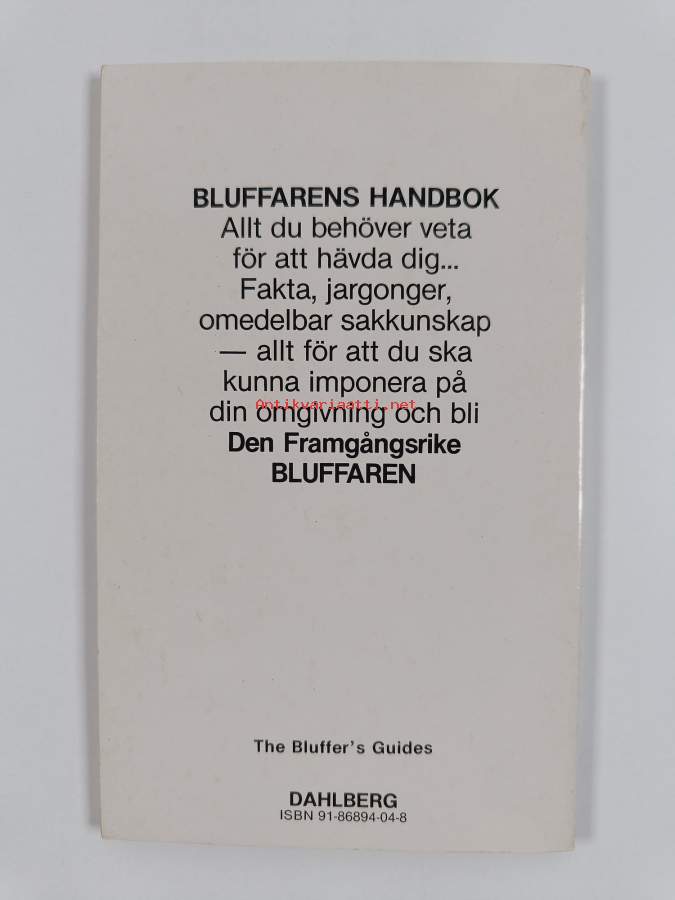 BLUFFARENS HANDBOK
Allt du behöver veta
för att hävda dig...
Fakta, jargonger,
omedelbar sakkunskap
— allt för att du ska
kunna imponera på
din omgivning och bli
Antikvariaatti.net
Den Framgångsrike
BLUFFAREN
The Bluffer's Guides
DAHLBERG
ISBN 91-86894-04-8